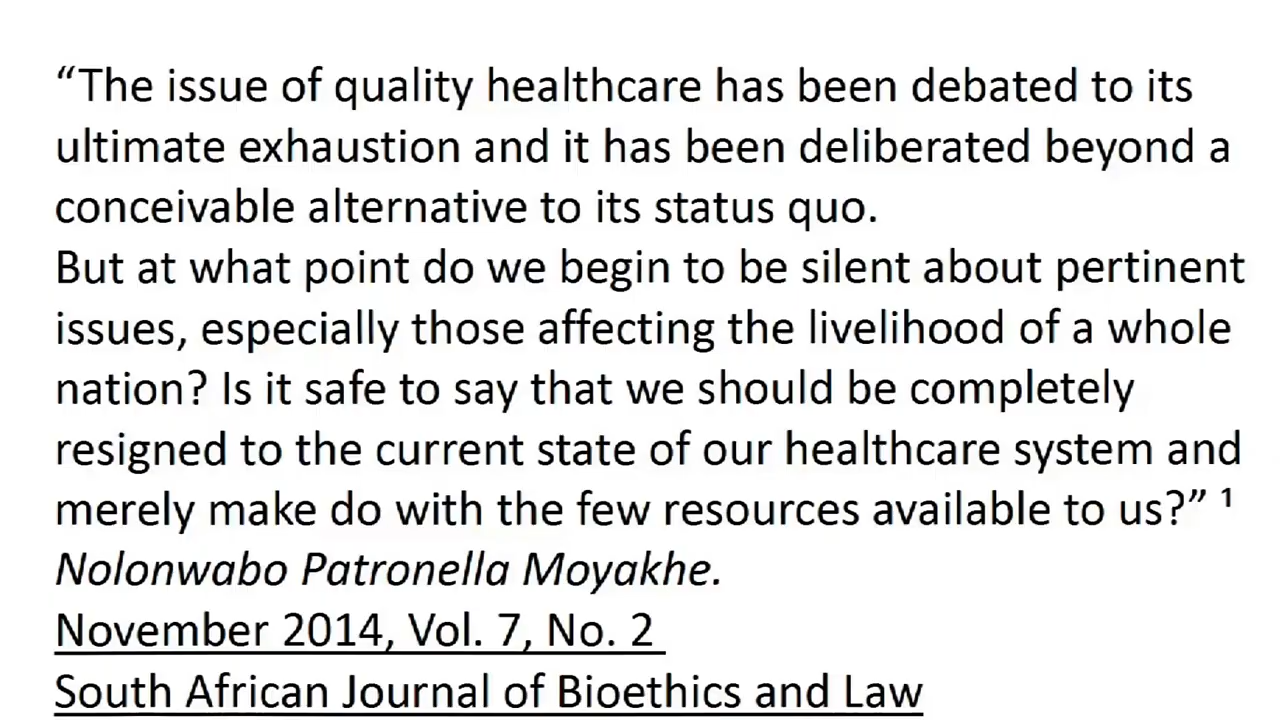 “The issue of quality healthcare has been debated to its
ultimate exhaustion and it has been deliberated beyond a
conceivable alternative to its status quo.
But at what point do we begin to be silent about pertinent
issues, especially those affecting the livelihood of a whole
nation? Is it safe to say that we should be completely
resigned to the current state of our healthcare system and
merely make do with the few resources available to us?” ¹
Nolonwabo Patronella Moyakhe.
November 2014, Vol. 7, No. 2
South African Journal of Bioethics and Law